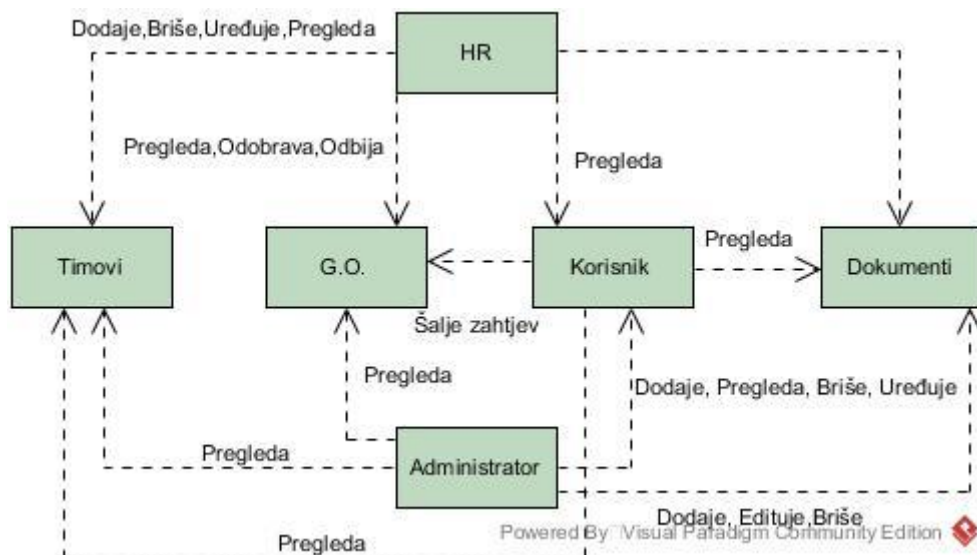 Dodaje,Briše,Uređuje,Pregleda
HR
Pregleda,Odobrava,Odbija
Pregleda
Timovi
G.O.
Korisnik
Pregleda
Dokumenti
Šalje zahtjev
Pregleda
Dodaje, Pregleda, Briše, Uređuje
Pregleda
Administrator
Dodaje, Edituje,Briše
Powered By Visual Paradigm Community Edition
Pregleda